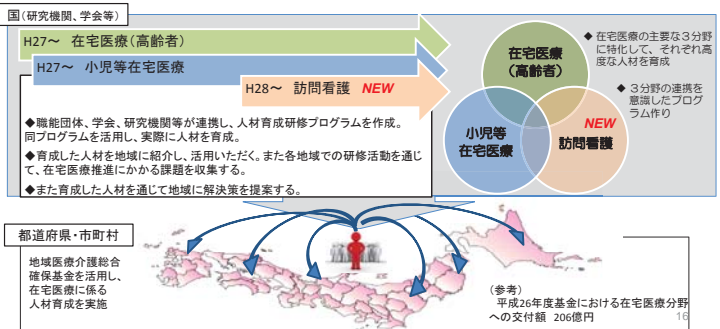 国(研究機関、学会等)
H27～ 在宅医療(高齢者)
H27～ 小児等在宅医療
H28～ 訪問看護 NEW
◆職能団体、学会、研究機関等が連携し、人材育成研修プログラムを作成。
同プログラムを活用し、実際に人材を育成。
◆育成した人材を地域に紹介し、活用いただく。また各地域での研修活動を通じ
て、在宅医療推進にかかる課題を収集する。
◆また育成した人材を通じて地域に解決策を提案する。
在宅医療
(高齢者)
小児等
在宅医療
NEW
訪問看護
◆ 在宅医療の主要な3分野
に特化して、それぞれ高
度な人材を育成
◆ 3分野の連携を
意識したプログ
ラム作り
都道府県・市町村
地域医療介護総合
確保基金を活用し、
在宅医療に係る
人材育成を実施
(参考)
平成26年度基金における在宅医療分野
への交付額 206億円
16